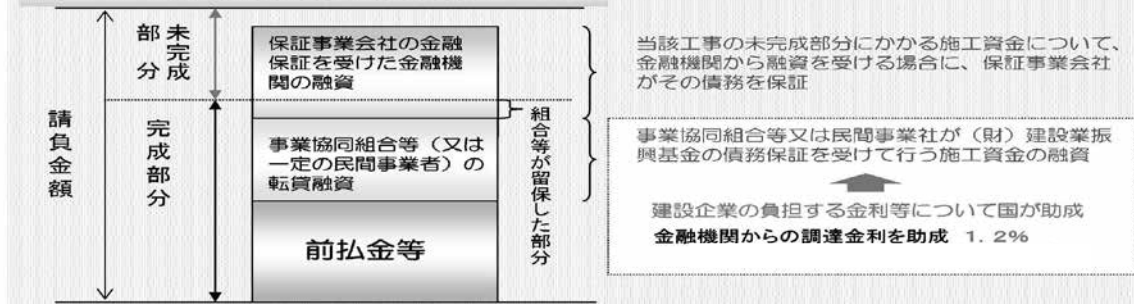 請負金額
未完成
部分
完成部分
保証事業会社の金融
保証を受けた金融機
関の融資
事業協同組合等（又は
一定の民間事業者）の
転貸融資
前払金等
組合等が留保した部分
当該工事の未完成部分にかかる施工資金について、
金融機関から融資を受ける場合に、保証事業会社
がその債務を保証
事業協同組合等又は民間事業社が（財）建設業振
興基金の債務保証を受けて行う施工資金の融資
建設企業の負担する金利等について国が助成
金融機関からの調達金利を助成 1．2%